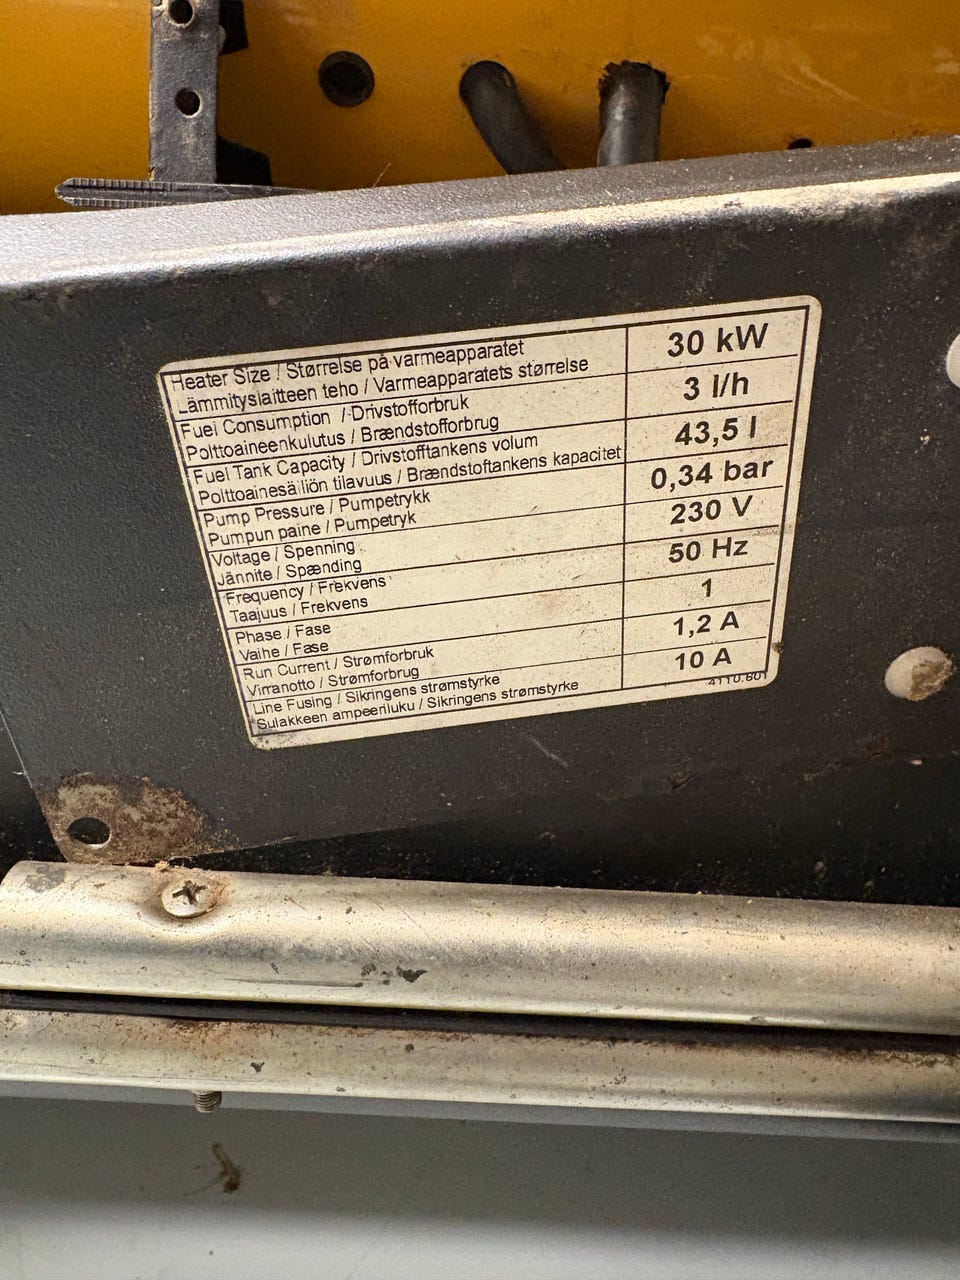 Heater Size / Størrelse på varmeapparatet
Lämmityslaitteen teho / Varmeapparatets størrelse
30 kW
Fuel Consumption / Drivstofforbruk
Polttoaineenkulutus / Brændstofforbrug
3 l/h
Fuel Tank Capacity / Drivstofftankens volum
Polttoainesäiliön tilavuus / Brændstoftankens kapacitet
43,5 l
Pump Pressure / Pumpetrykk
Pumpun paine / Pumpetryk
0,34 bar
Voltage / Spenning
Jännite / Spænding
230 V
Frequency / Frekvens
Taajuus / Frekvens
50 Hz
Phase / Fase
Vaihe / Fase
1
Run Current / Strømforbruk
Virranotto / Strømforbrug
1,2 A
Line Fusing / Sikringens strømstyrke
Sulakkeen ampeeriluku / Sikringens strømstyrke
10 A
4110.601